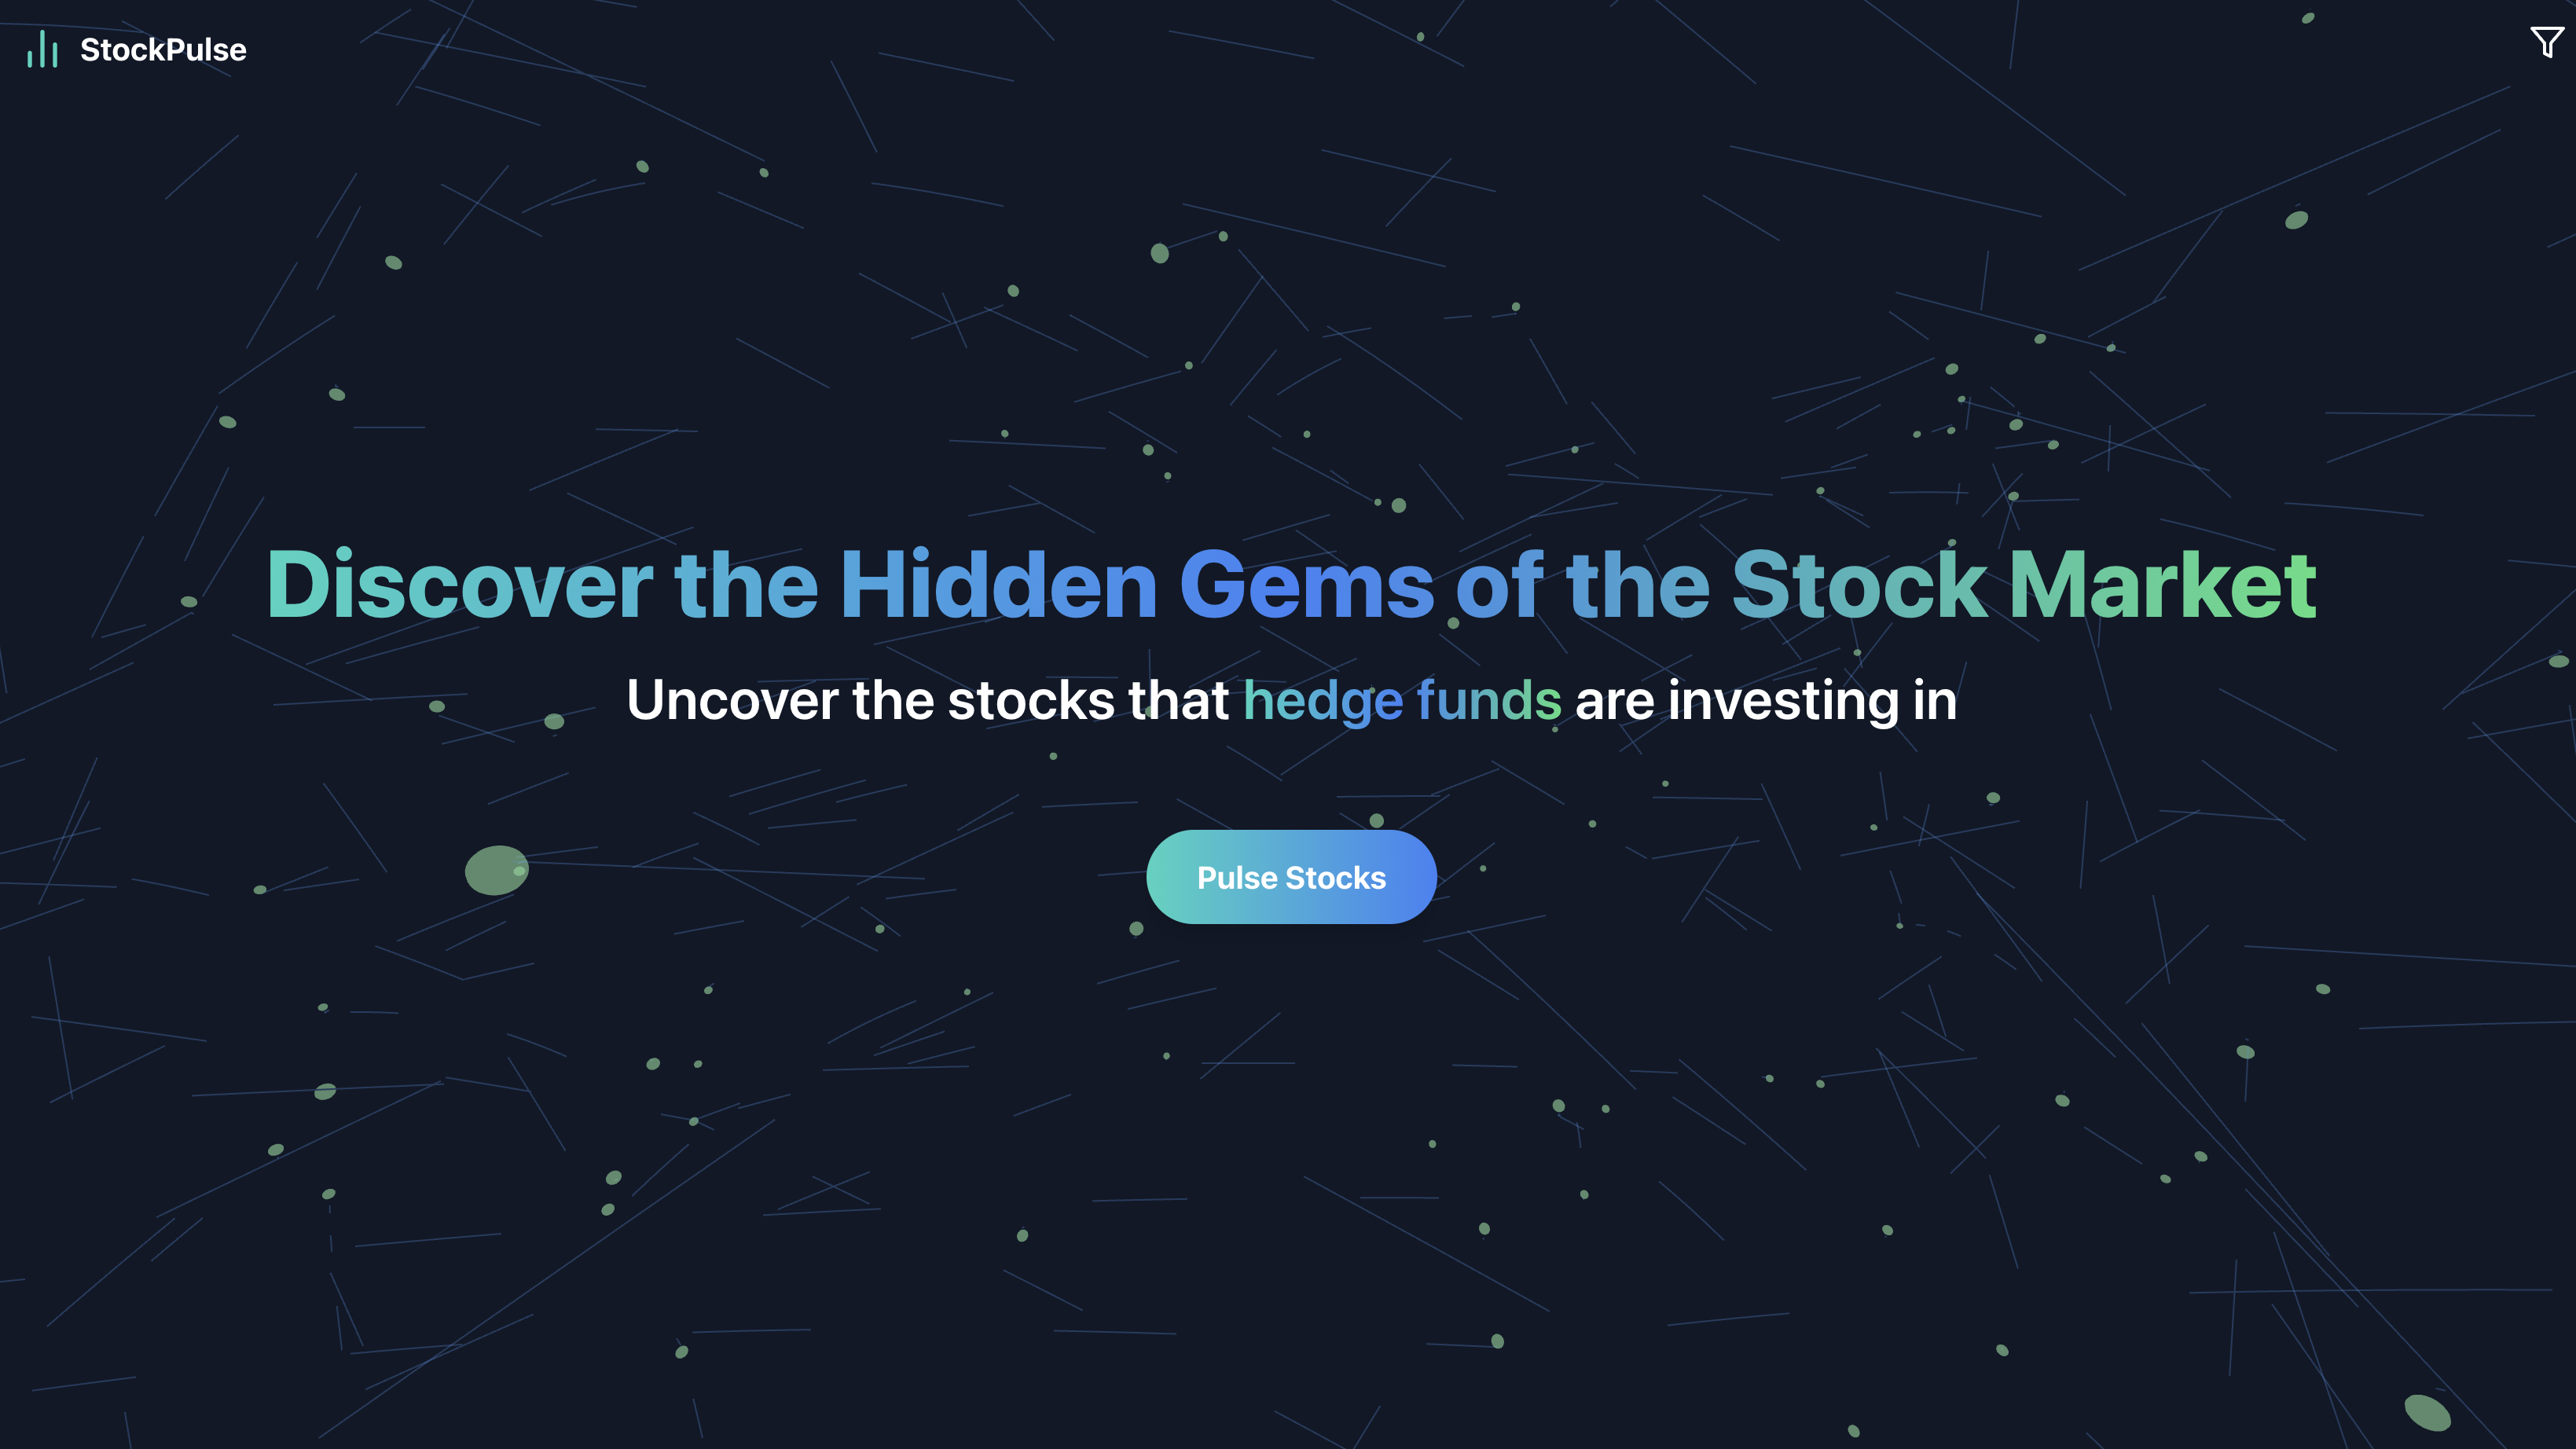 StockPulse
Discover the Hidden Gems of the Stock Market
Uncover the stocks that hedge funds are investing in
Pulse Stocks